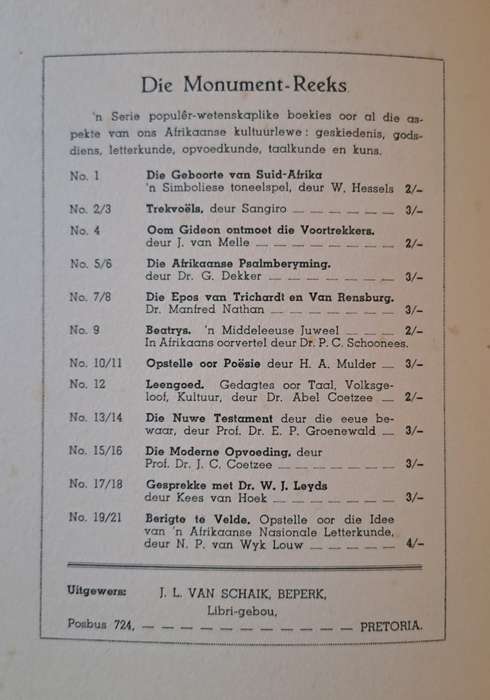 Die Monument-Reeks
'n Serie populêr-wetenskaplike boekies oor al die as-
pekte van ons Afrikaanse kultuurlewe : geskiedenis, gods-
diens, letterkunde, opvoedkunde, taalkunde en kuns.
No. 1 Die Geboorte van Suid-Afrika
'n Simboliese toneelspel, deur W. Hessels 2/-
No. 2/3 Trekvoëls, deur Sangiro — — — — — 3/-
No. 4 Oom Gideon ontmoet die Voortrekkers.
deur J. van Melle — — — — — — — 2/-
No. 5/6 Die Afrikaanse Psalmberyming.
deur Dr. G. Dekker — — — — — — 3/-
No. 7/8 Die Epos van Trichardt en Van Rensburg.
Dr. Manfred Nathan — — — — — — 3/-
No. 9 Beatrys. 'n Middeleeuse Juweel — — — 2/-
In Afrikaans oorvertel deur Dr. P. C. Schoonees.
No. 10/11 Opstelle oor Poësie deur H. A. Mulder — 3/-
No. 12 Leengoed. Gedagtes oor Taal, Volksge-
loof, Kultuur, deur Dr. Abel Coetzee — 2/-
No. 13/14 Die Nuwe Testament deur die eeue be-
waar, deur Prof. Dr. E. P. Groenewald — 3/-
No. 15/16 Die Moderne Opvoeding, deur
Prof. Dr. J. C. Coetzee — — — — — — 3/-
No. 17/18 Gesprekke met Dr. W. J. Leyds
deur Kees van Hoek — — — — — — 3/-
No. 19/21 Berigte te Velde. Opstelle oor die Idee
van 'n Afrikaanse Nasionale Letterkunde,
deur N. P. van Wyk Louw — — — — — 4/-
Uitgewers: J. L. VAN SCHAIK, BEPERK,
Libri-gebou,
Posbus 724, — — — — — — — — — PRETORIA.